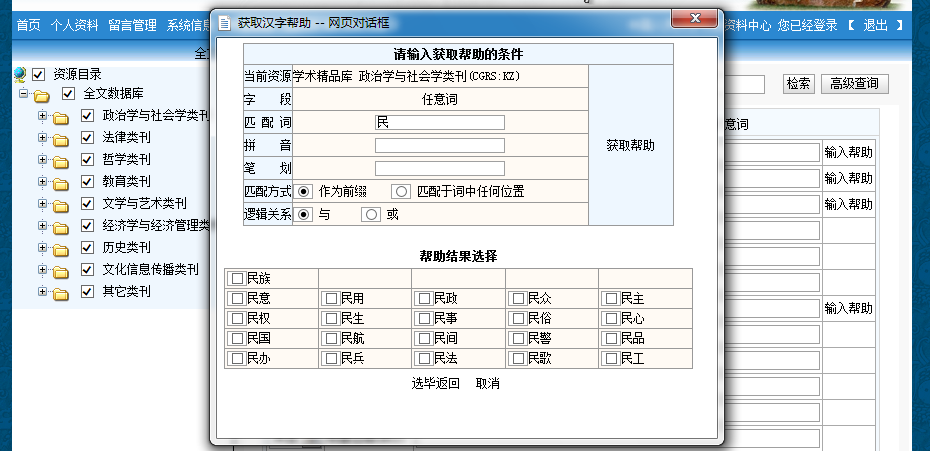 获取汉字帮助 -- 网页对话框
首页 个人资料 留言管理 系统信息
资料中心 您已经登录 【 退出 】
全文
资源目录
全文数据库
政治学与社会学类刊
法律类刊
哲学类刊
教育类刊
文学与艺术类刊
经济学与经济管理类
历史类刊
文化信息传播类刊
其它类刊
请输入获取帮助的条件
当前资源 学术精品库 政治学与社会学类刊(CGRS:KZ)
字 段 任意词
匹 配 词 民
拼 音
笔 划
匹配方式 作为前缀 匹配于词中任何位置
逻辑关系 与 或
获取帮助
帮助结果选择
民族
民意 民用 民政 民众 民主
民权 民生 民事 民俗 民心
民国 民航 民间 民警 民品
民办 民兵 民法 民歌 民工
选毕返回 取消
检索 高级查询
意词
输入帮助
输入帮助
输入帮助
输入帮助